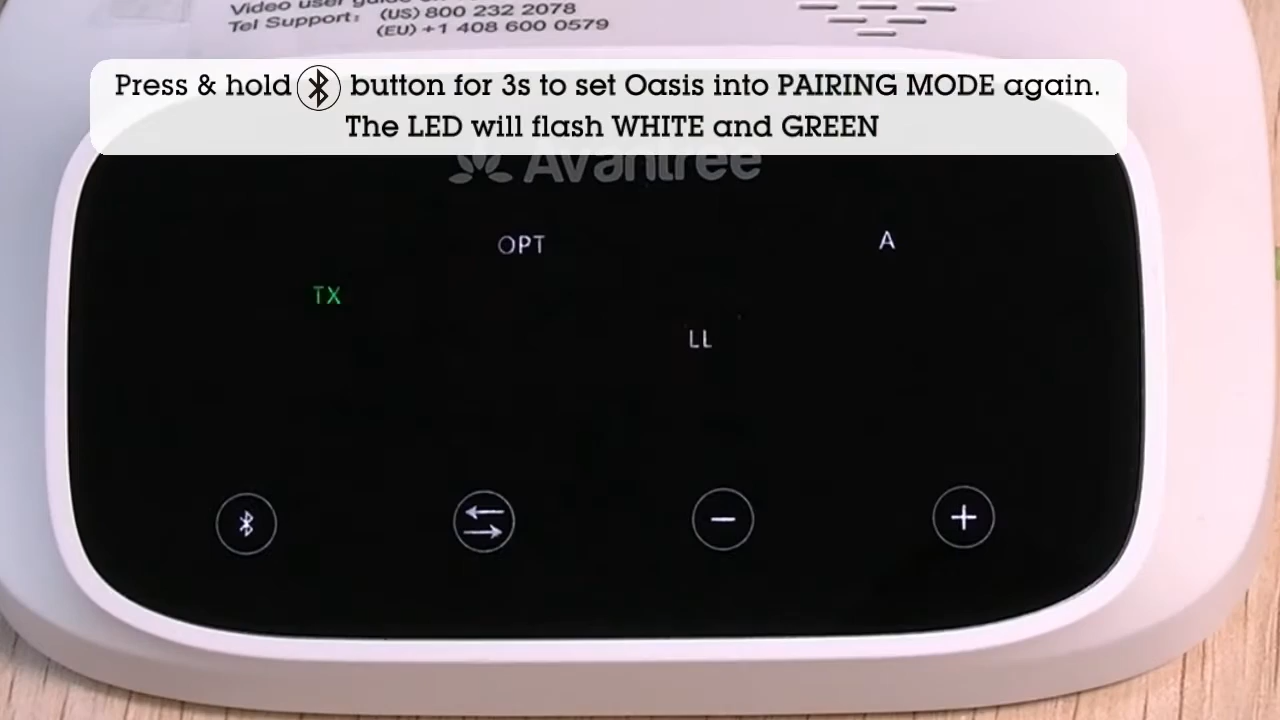 Video user guide
Tel Support: (US) 800 232 2078
(EU) +1 408 600 0579
Press & hold button for 3s to set Oasis into PAIRING MODE again.
The LED will flash WHITE and GREEN
Avantree
OPT
A
TX
LL